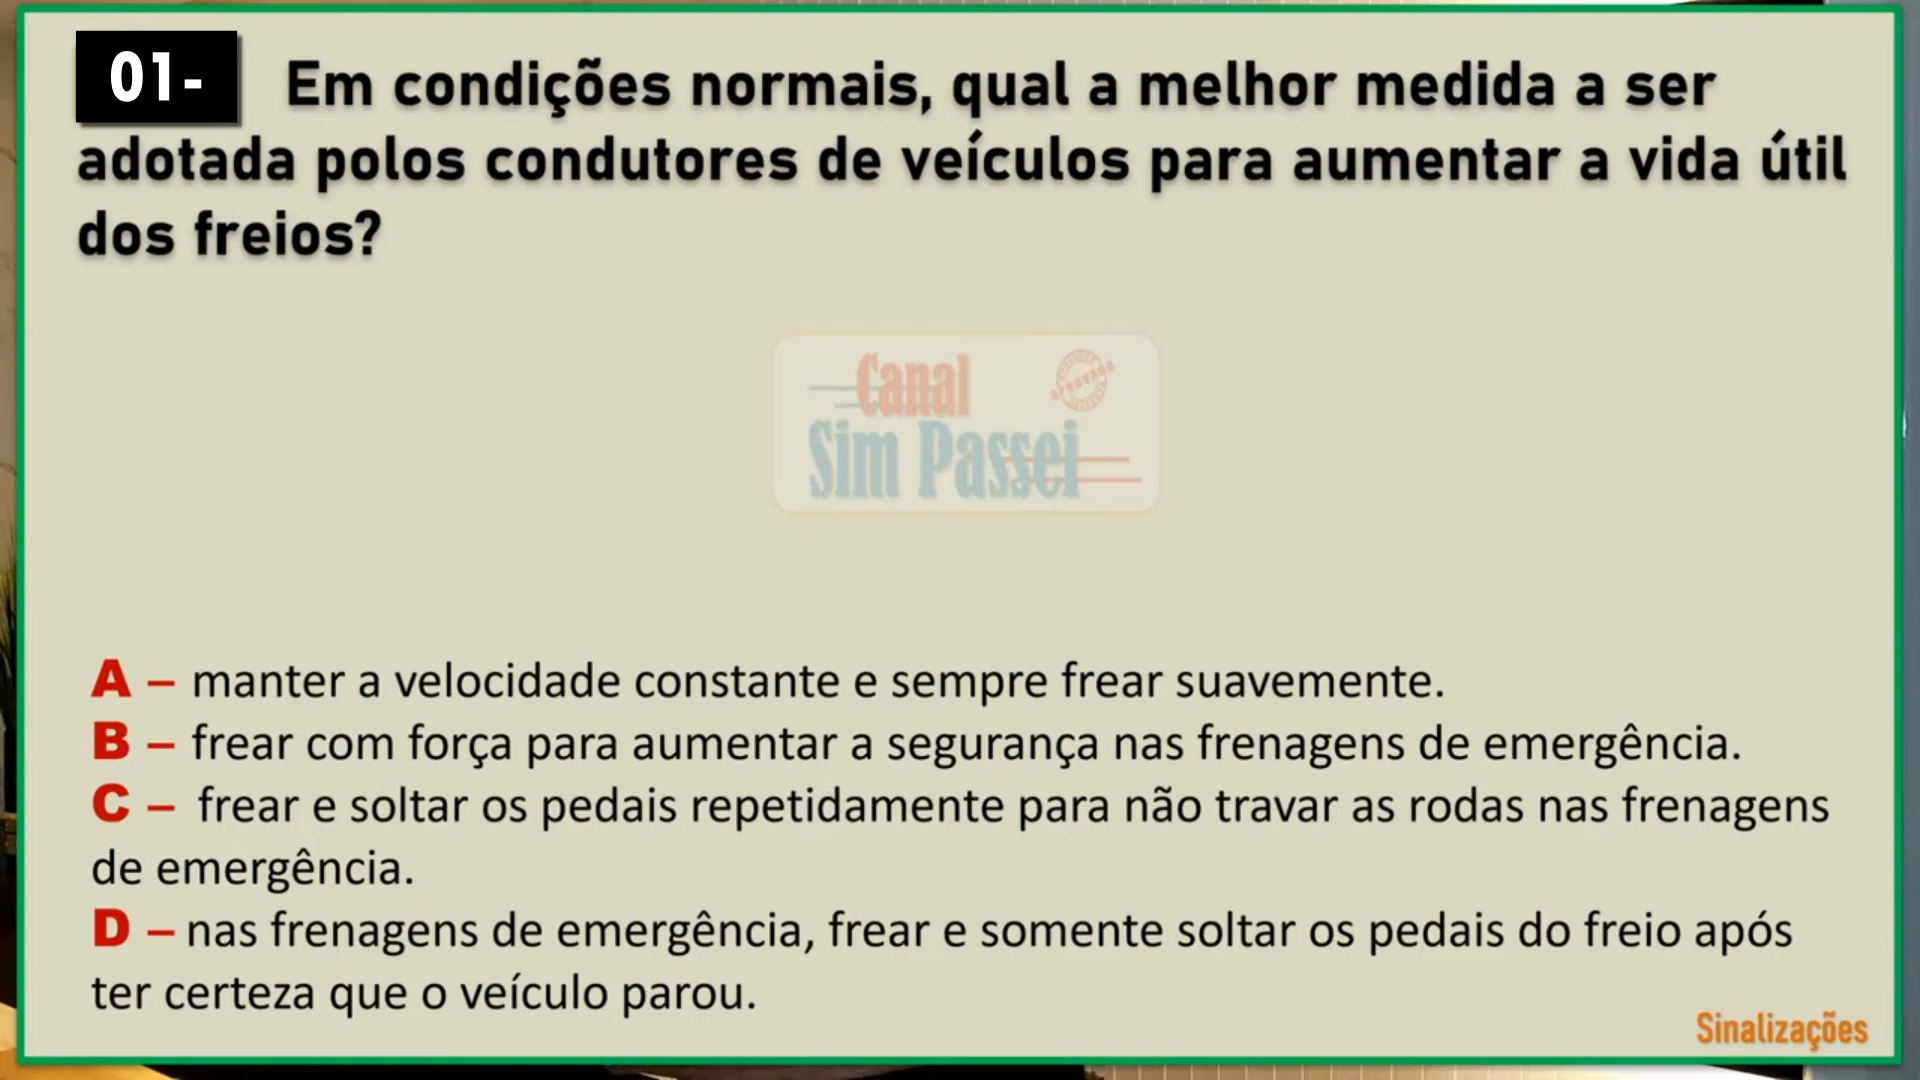 01- Em condições normais, qual a melhor medida a ser
adotada polos condutores de veículos para aumentar a vida útil
dos freios?
Canal
APROVADO
Sim Passei
A – manter a velocidade constante e sempre frear suavemente.
B – frear com força para aumentar a segurança nas frenagens de emergência.
C – frear e soltar os pedais repetidamente para não travar as rodas nas frenagens
de emergência.
D – nas frenagens de emergência, frear e somente soltar os pedais do freio após
ter certeza que o veículo parou.
Sinalizações